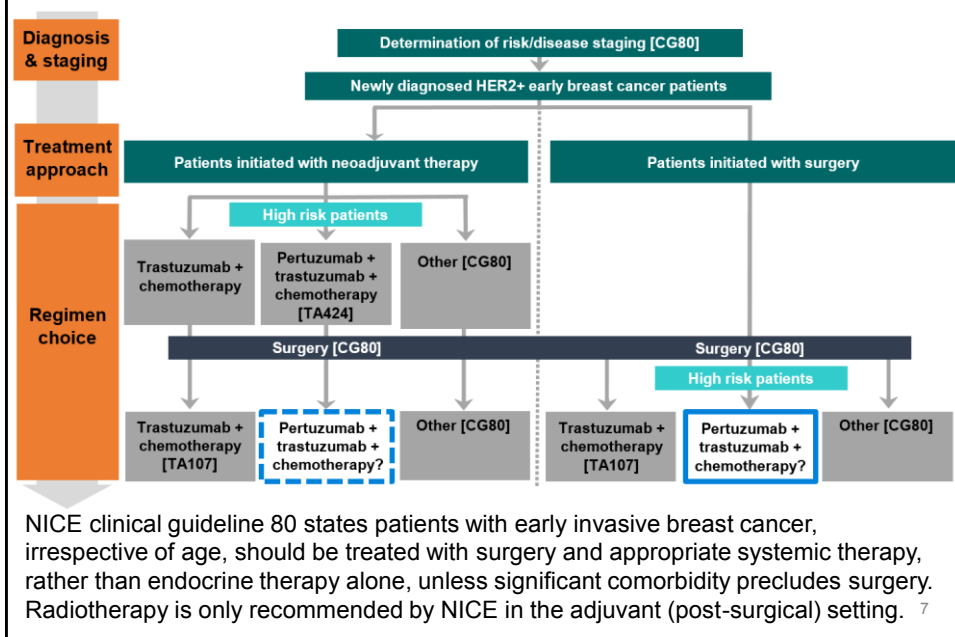 Diagnosis
& staging
Determination of risk/disease staging [CG80]
Newly diagnosed HER2+ early breast cancer patients
Treatment
approach
Patients initiated with neoadjuvant therapy
Patients initiated with surgery
Regimen
choice
High risk patients
Trastuzumab +
chemotherapy
Pertuzumab +
trastuzumab +
chemotherapy
[TA424]
Other [CG80]
Surgery [CG80]
Surgery [CG80]
High risk patients
Trastuzumab +
chemotherapy
[TA107]
Pertuzumab +
trastuzumab +
chemotherapy?
Other [CG80]
Trastuzumab +
chemotherapy
[TA107]
Pertuzumab +
trastuzumab +
chemotherapy?
Other [CG80]
NICE clinical guideline 80 states patients with early invasive breast cancer,
irrespective of age, should be treated with surgery and appropriate systemic therapy,
rather than endocrine therapy alone, unless significant comorbidity precludes surgery.
Radiotherapy is only recommended by NICE in the adjuvant (post-surgical) setting.
7